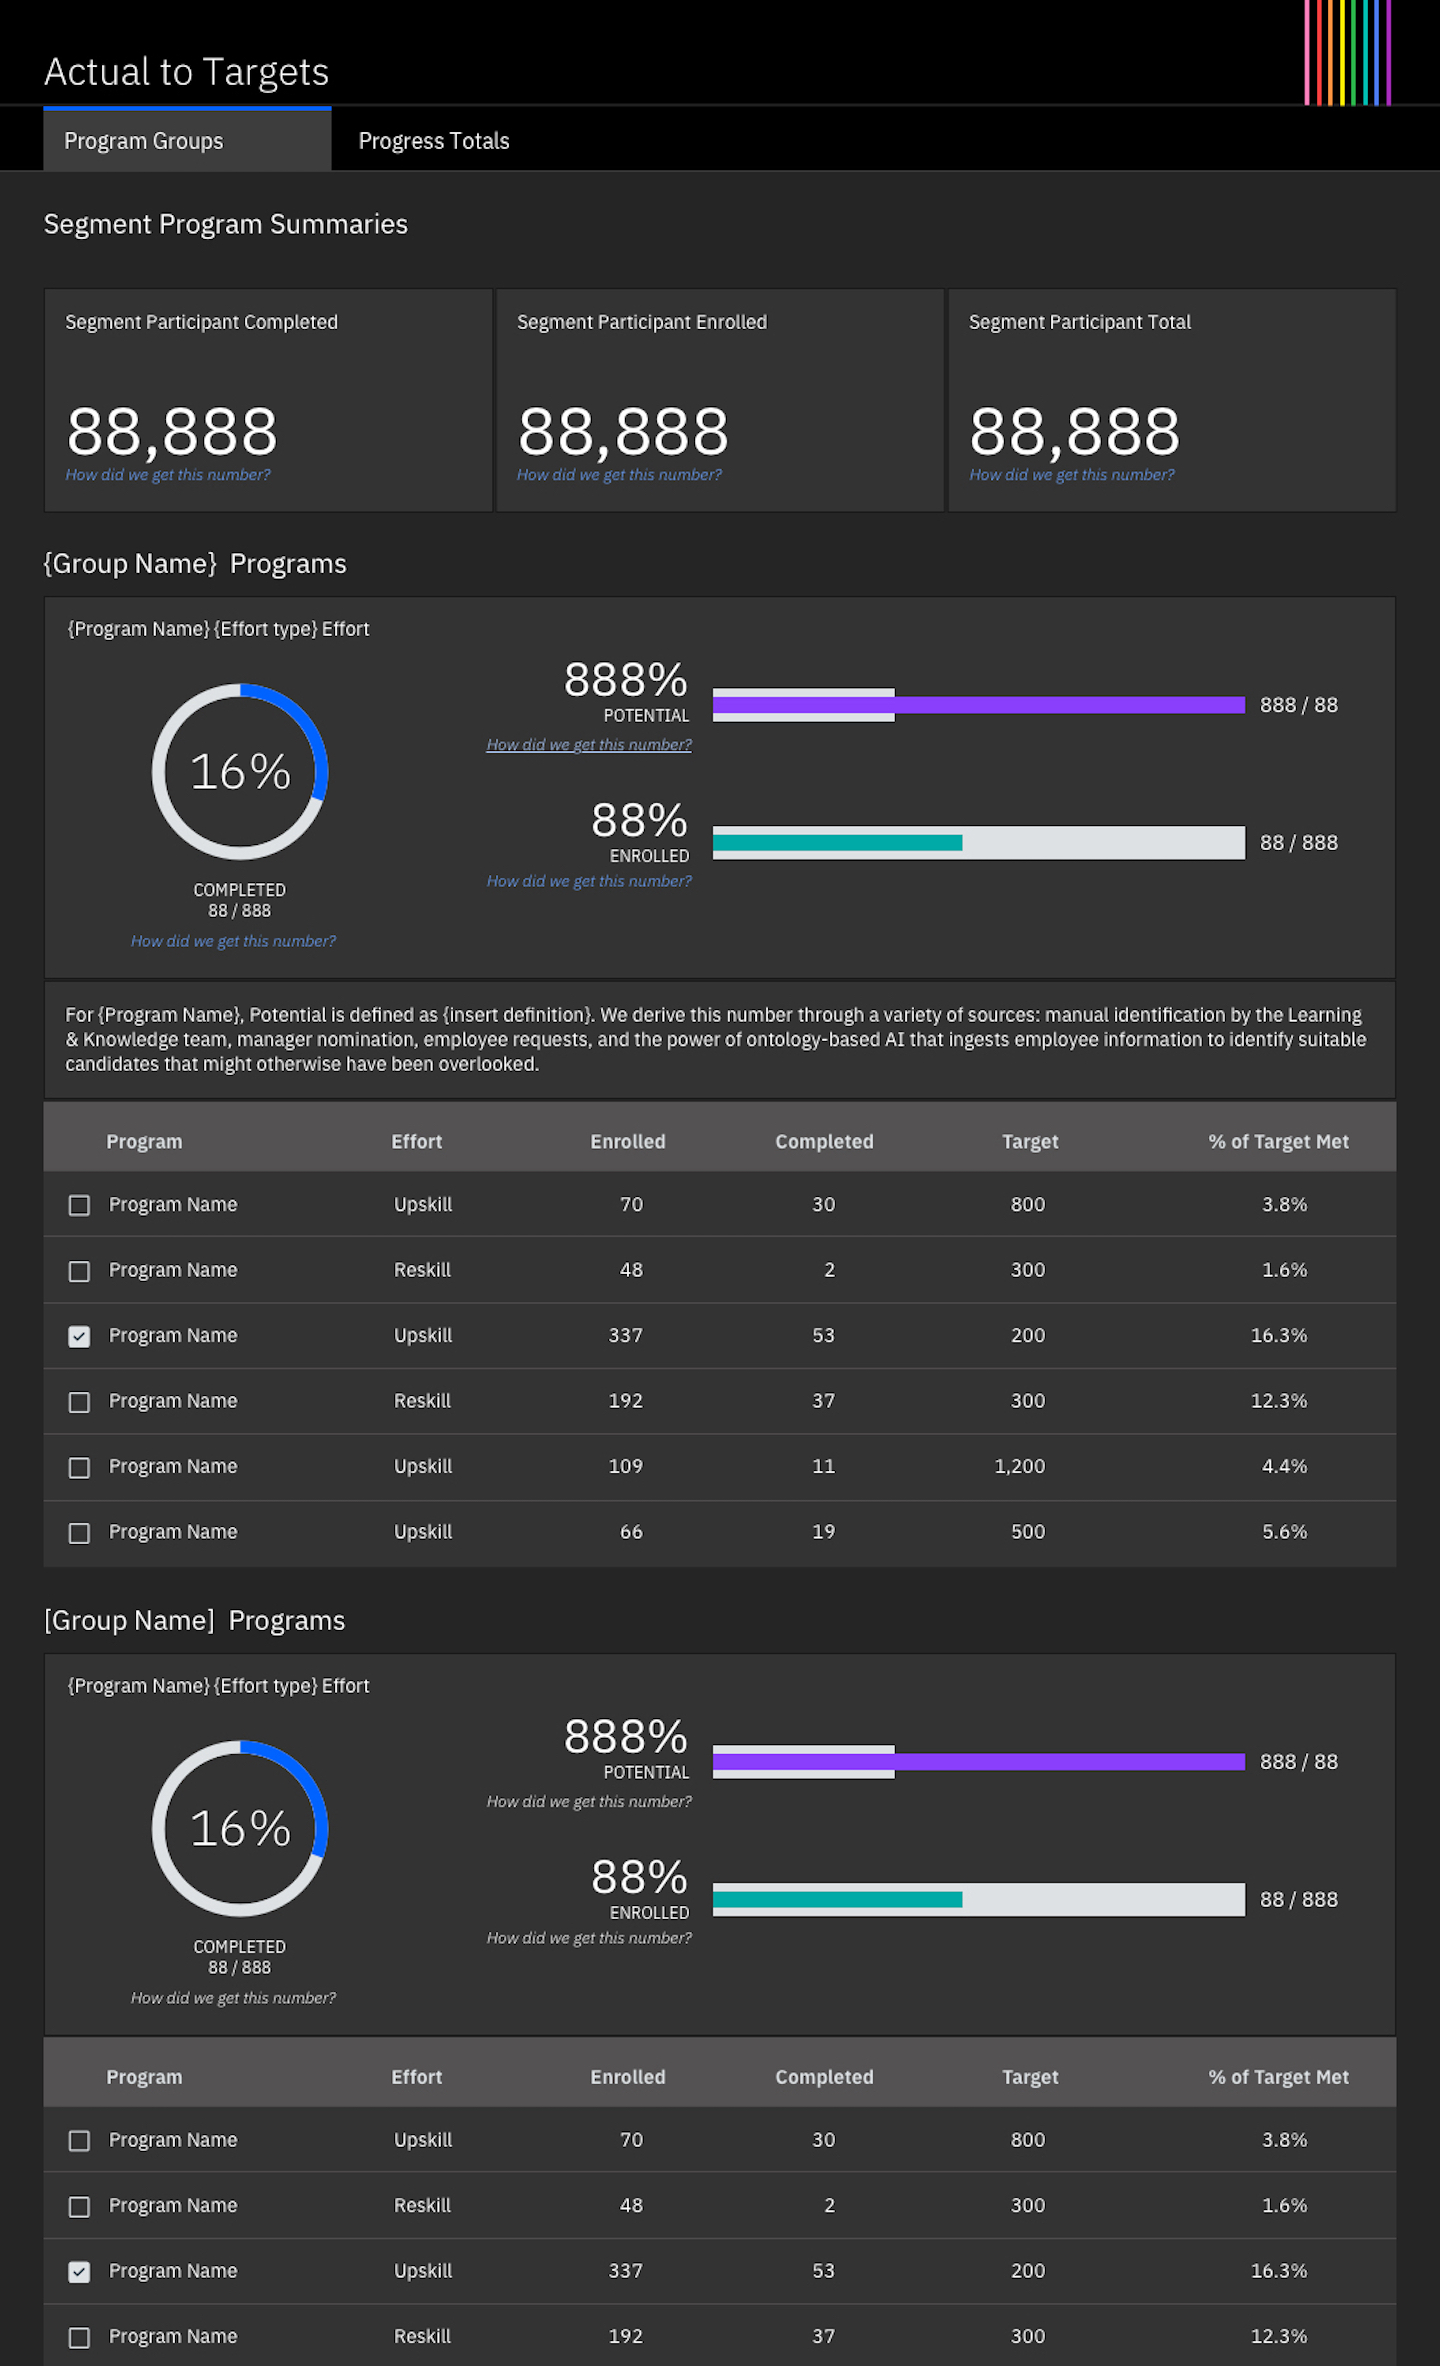 Actual to Targets
Program Groups Progress Totals
Segment Program Summaries
Segment Participant Completed
88,888
How did we get this number?
Segment Participant Enrolled
88,888
How did we get this number?
Segment Participant Total
88,888
How did we get this number?
{Group Name} Programs
{Program Name} {Effort type} Effort
16%
COMPLETED
88 / 888
How did we get this number?
888%
POTENTIAL
How did we get this number?
888 / 88
88%
ENROLLED
How did we get this number?
88 / 888
For {Program Name}, Potential is defined as {insert definition}. We derive this number through a variety of sources: manual identification by the Learning
& Knowledge team, manager nomination, employee requests, and the power of ontology-based AI that ingests employee information to identify suitable
candidates that might otherwise have been overlooked.
Program Effort Enrolled Completed Target % of Target Met
Program Name Upskill 70 30 800 3.8%
Program Name Reskill 48 2 300 1.6%
Program Name Upskill 337 53 200 16.3%
Program Name Reskill 192 37 300 12.3%
Program Name Upskill 109 11 1,200 4.4%
Program Name Upskill 66 19 500 5.6%
[Group Name] Programs
{Program Name} {Effort type} Effort
16%
COMPLETED
88 / 888
How did we get this number?
888%
POTENTIAL
How did we get this number?
888 / 88
88%
ENROLLED
How did we get this number?
88 / 888
Program Effort Enrolled Completed Target % of Target Met
Program Name Upskill 70 30 800 3.8%
Program Name Reskill 48 2 300 1.6%
Program Name Upskill 337 53 200 16.3%
Program Name Reskill 192 37 300 12.3%